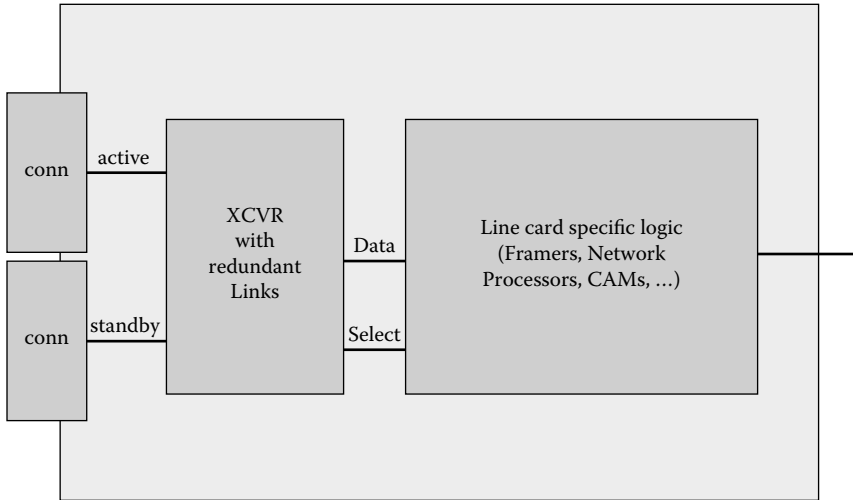 conn
active
conn
standby
XCVR
with
redundant
Links
Data
Select
Line card specific logic
(Framers, Network
Processors, CAMs, ...)